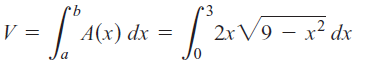 V = ∫_a^b A(x) dx = ∫_0^3 2x√(9 − x²) dx